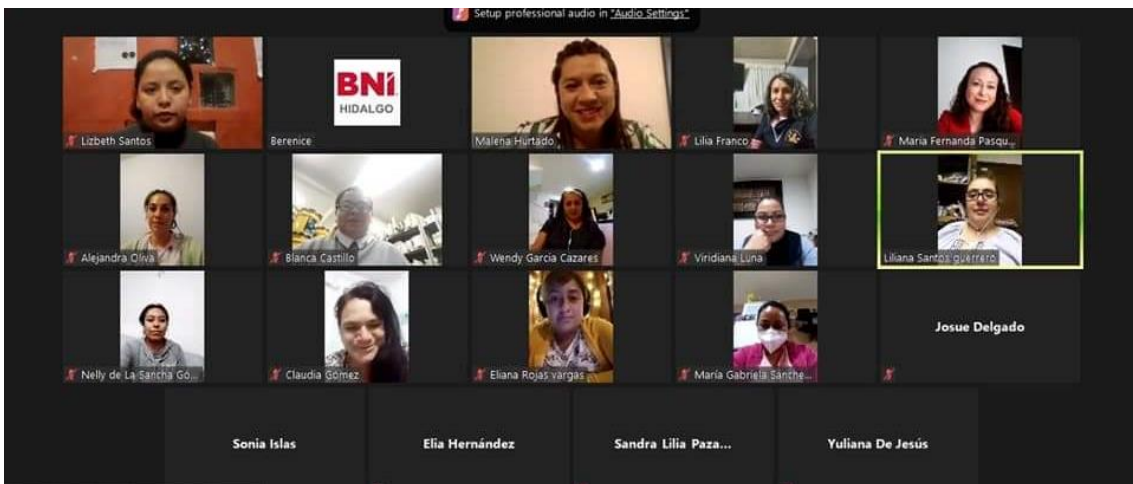 Setup professional audio in "Audio Settings"
Lizbeth Santos
BNI
HIDALGO
Berenice
Malena Hurtado
Lilia Franco
Maria Fernanda Pasqu...
Alejandra Oliva
Blanca Castillo
Wendy Garcia Cazares
Viridiana Luna
Liliana Santos guerrero
Nelly de La Sancha Gó...
Claudia Gómez
Eliana Rojas vargas
María Gabriela Sánche...
Josue Delgado
Sonia Islas
Elia Hernández
Sandra Lilia Paza...
Yuliana De Jesús